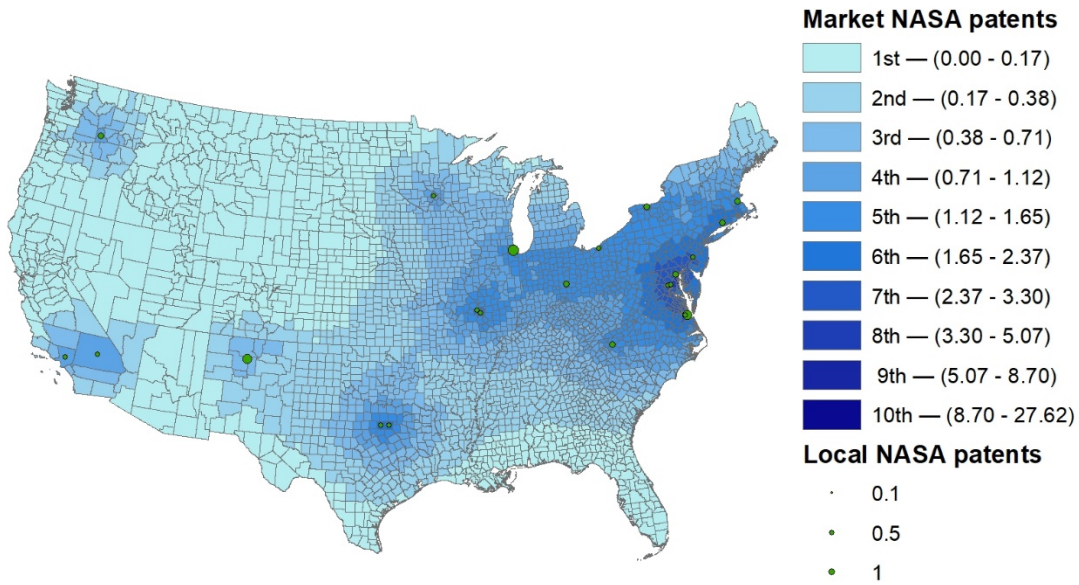 Market NASA patents
1st — (0.00 - 0.17)
2nd — (0.17 - 0.38)
3rd — (0.38 - 0.71)
4th — (0.71 - 1.12)
5th — (1.12 - 1.65)
6th — (1.65 - 2.37)
7th — (2.37 - 3.30)
8th — (3.30 - 5.07)
9th — (5.07 - 8.70)
10th — (8.70 - 27.62)
Local NASA patents
0.1
0.5
1